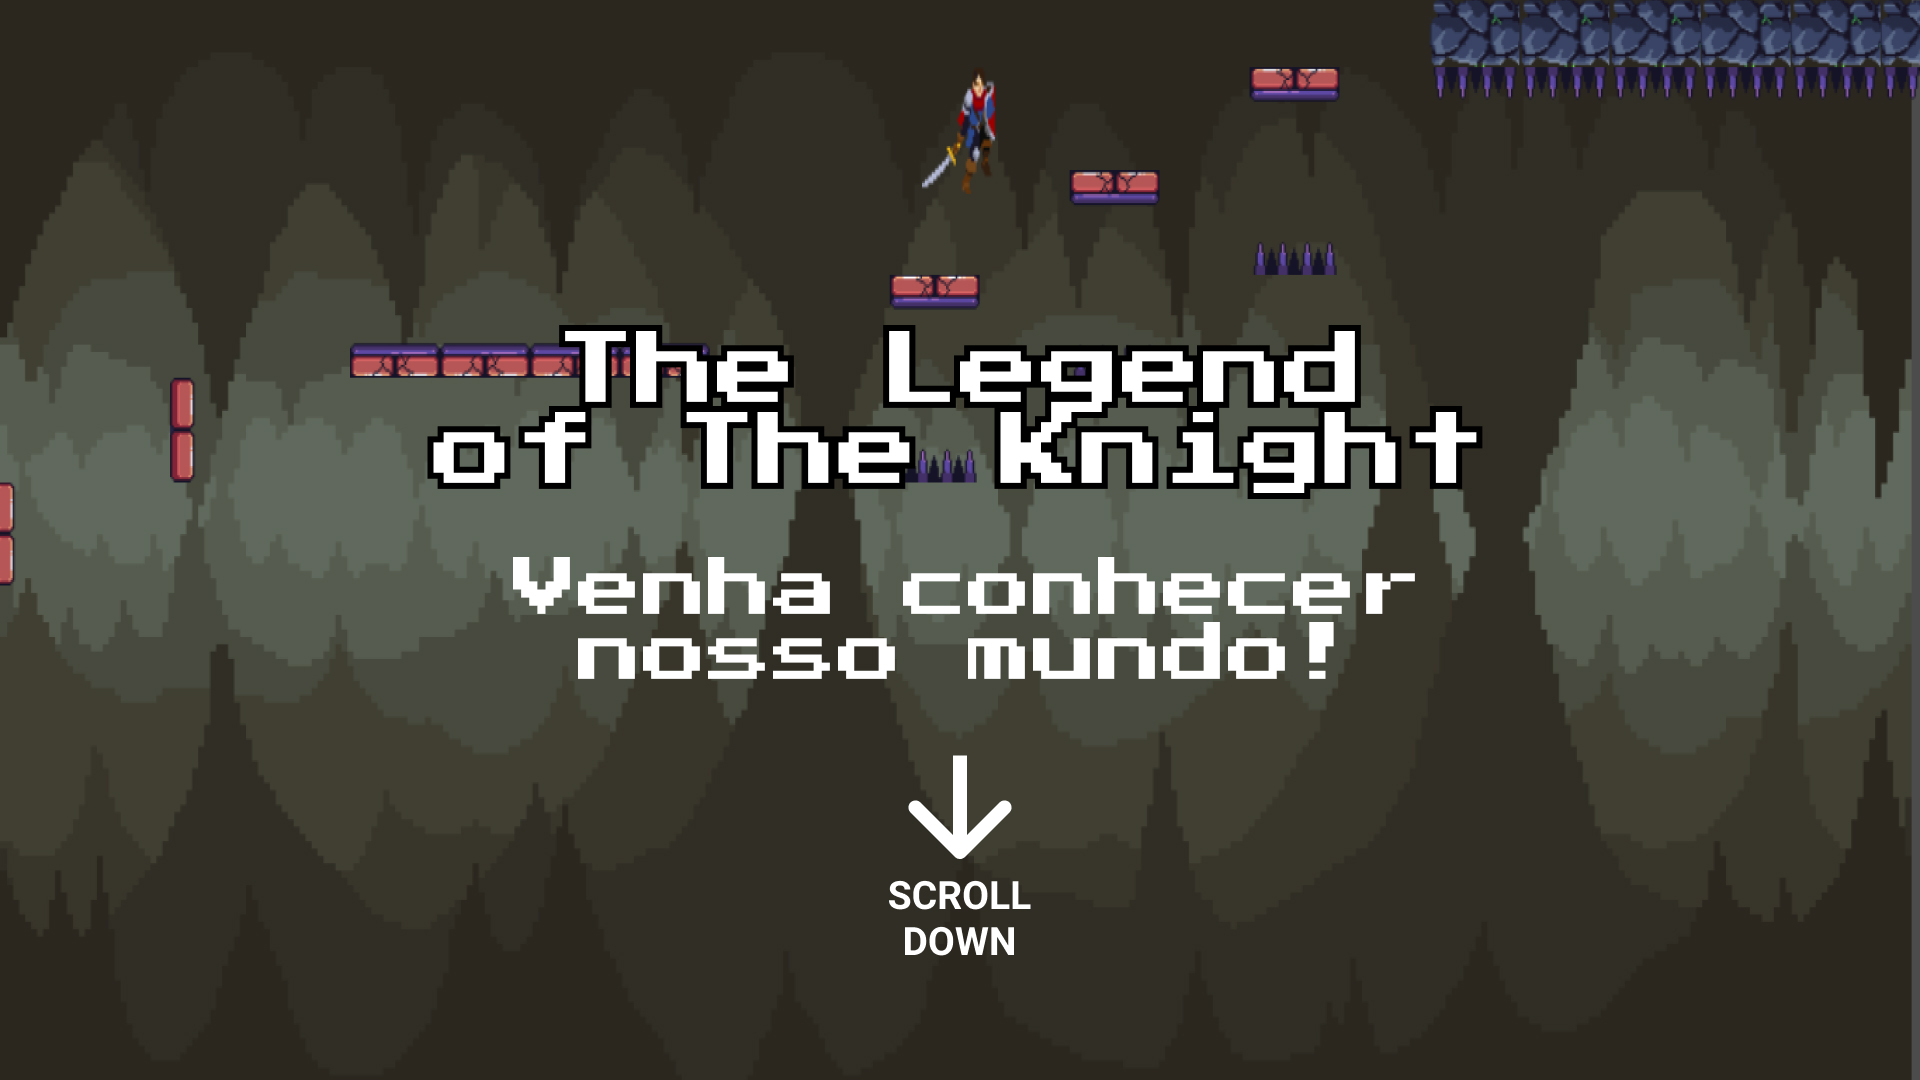 The Legend
of The Knight
Venha conhecer
nosso mundo!
SCROLL
DOWN